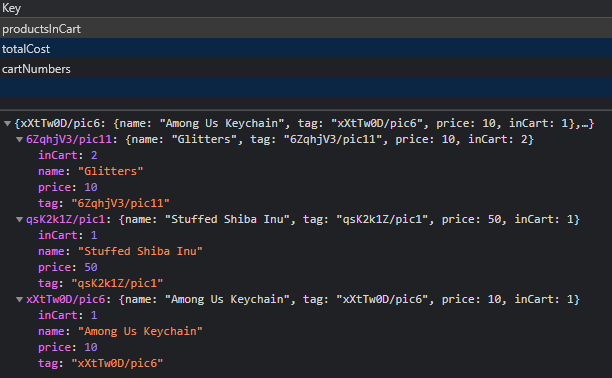 Key
productsInCart
totalCost
cartNumbers
▼{xXtTw0D/pic6: {name: "Among Us Keychain", tag: "xXtTw0D/pic6", price: 10, inCart: 1},…}
▼6ZqhjV3/pic11: {name: "Glitters", tag: "6ZqhjV3/pic11", price: 10, inCart: 2}
inCart: 2
name: "Glitters"
price: 10
tag: "6ZqhjV3/pic11"
▼qsK2k1Z/pic1: {name: "Stuffed Shiba Inu", tag: "qsK2k1Z/pic1", price: 50, inCart: 1}
inCart: 1
name: "Stuffed Shiba Inu"
price: 50
tag: "qsK2k1Z/pic1"
▼xXtTw0D/pic6: {name: "Among Us Keychain", tag: "xXtTw0D/pic6", price: 10, inCart: 1}
inCart: 1
name: "Among Us Keychain"
price: 10
tag: "xXtTw0D/pic6"